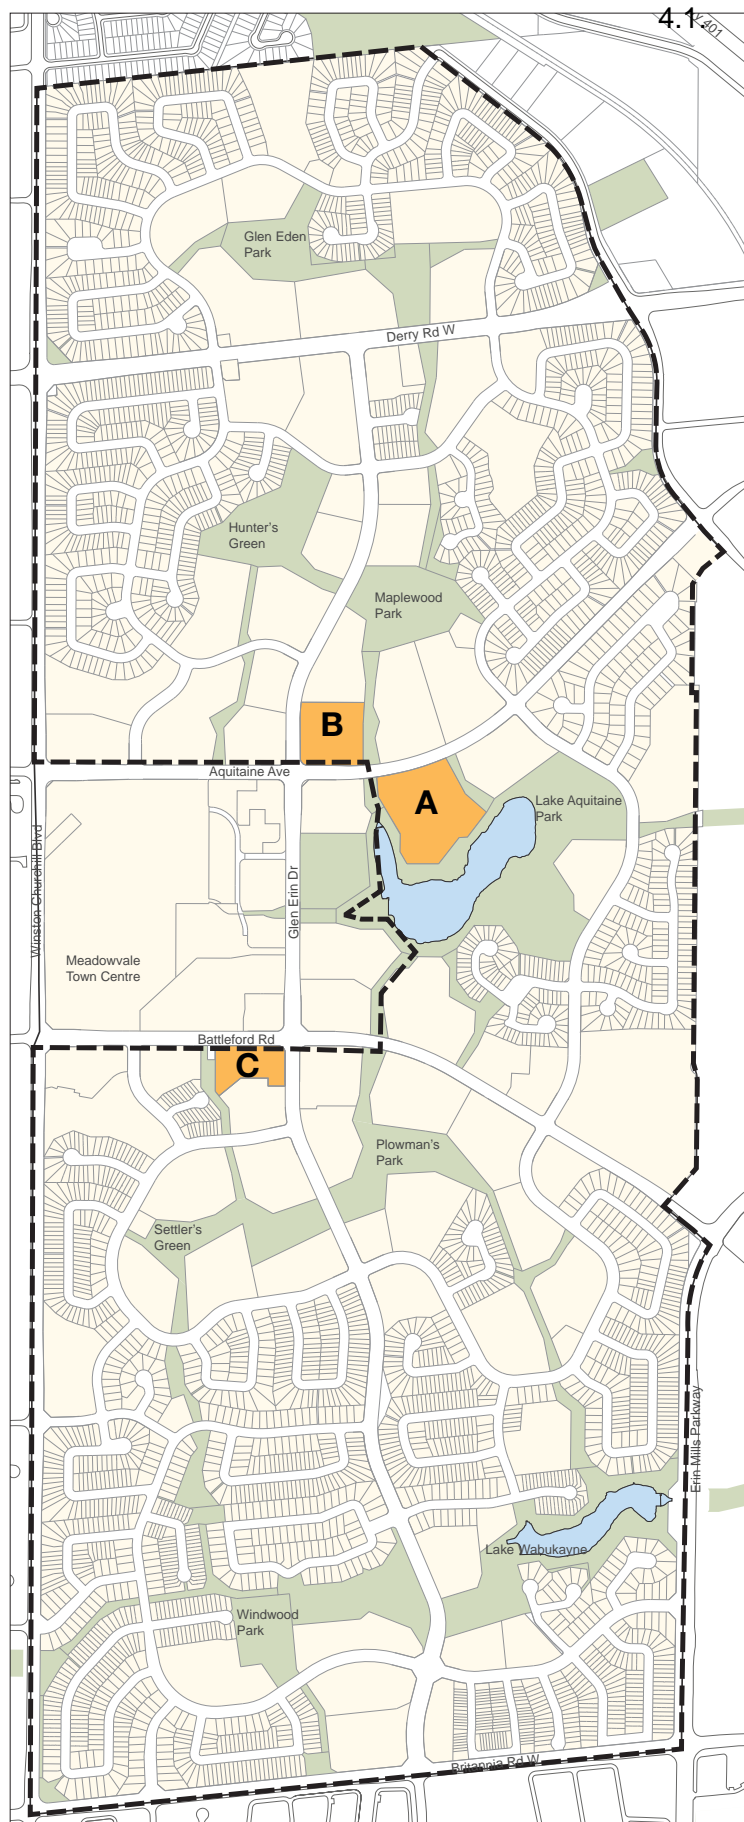 4.1.
y 401
Glen Eden
Park
Derry Rd W
Hunter's
Green
Maplewood
Park
B
Aquitaine Ave
A
Lake Aquitaine
Park
Winston Churchill Blvd
Glen Erin Dr
Meadowvale
Town Centre
Battleford Rd
C
Plowman's
Park
Settler's
Green
Erin Mills Parkway
Lake Wabukayne
Windwood
Park
Britannia Rd W